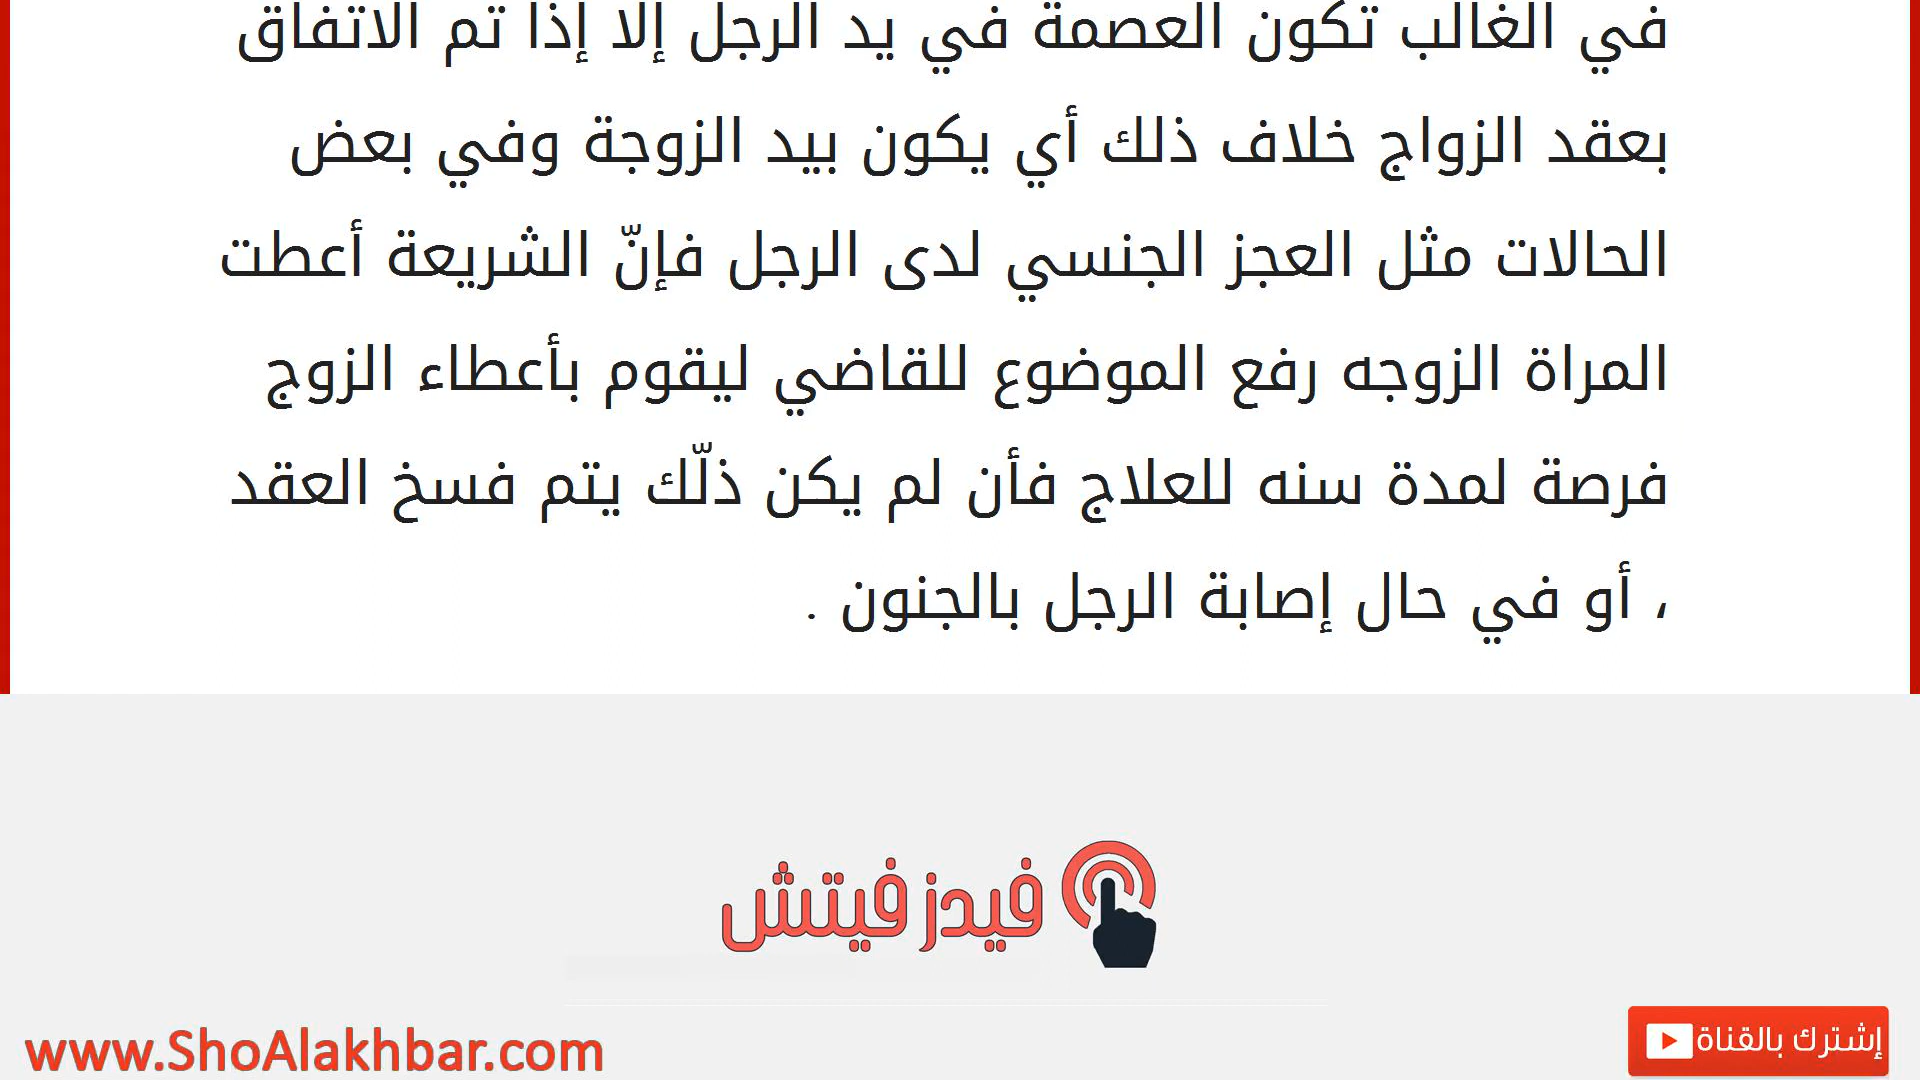 في الغالب تكون العصمة في يد الرجل إلا إذا تم الاتفاق
بعقد الزواج خلاف ذلك أي يكون بيد الزوجة وفي بعض
الحالات مثل العجز الجنسي لدى الرجل فإنّ الشريعة أعطت
المراة الزوجه رفع الموضوع للقاضي ليقوم بأعطاء الزوج
فرصة لمدة سنه للعلاج فأن لم يكن ذلّك يتم فسخ العقد
، أو في حال إصابة الرجل بالجنون .
فيدز فيتش
www.ShoAlakhbar.com
إشترك بالقناة